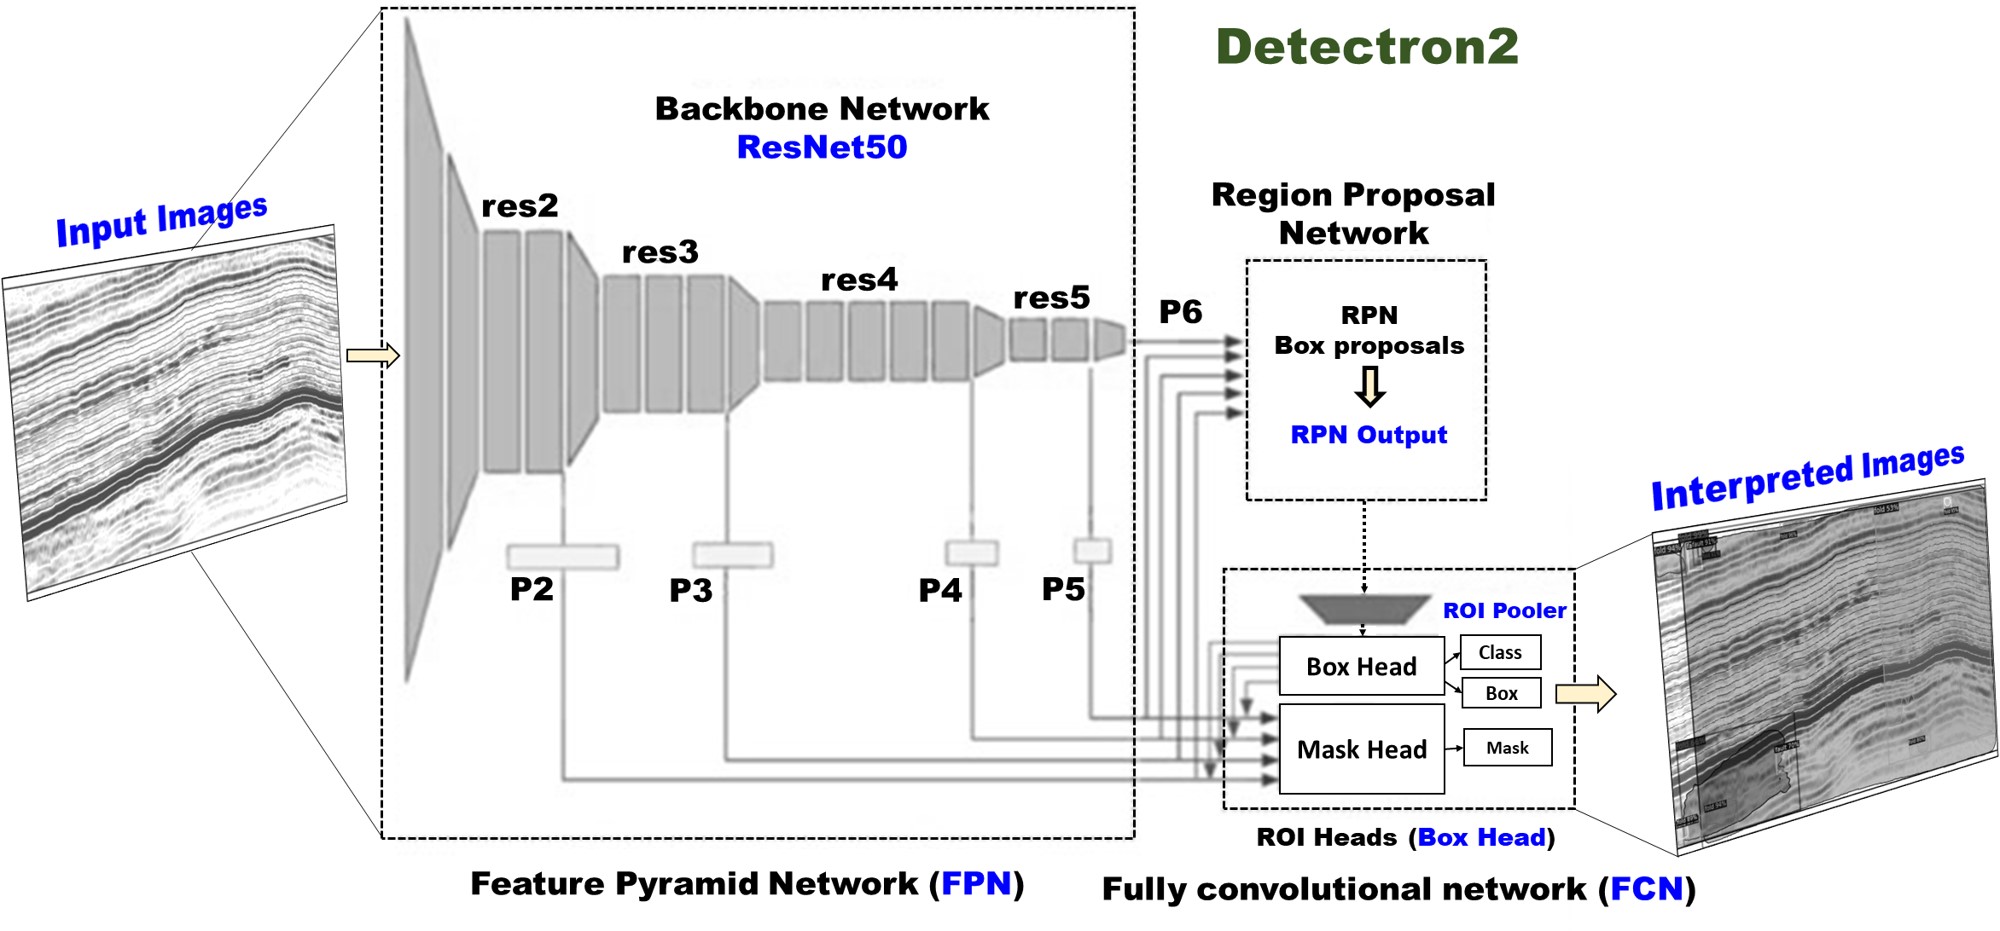 Detectron2
Backbone Network
ResNet50
Input Images
res2
res3
res4
res5
P6
Region Proposal
Network
RPN
Box proposals
RPN Output
P2
P3
P4
P5
ROI Pooler
Box Head
Class
Box
Mask Head
Mask
ROI Heads (Box Head)
Interpreted Images
Feature Pyramid Network (FPN)
Fully convolutional network (FCN)